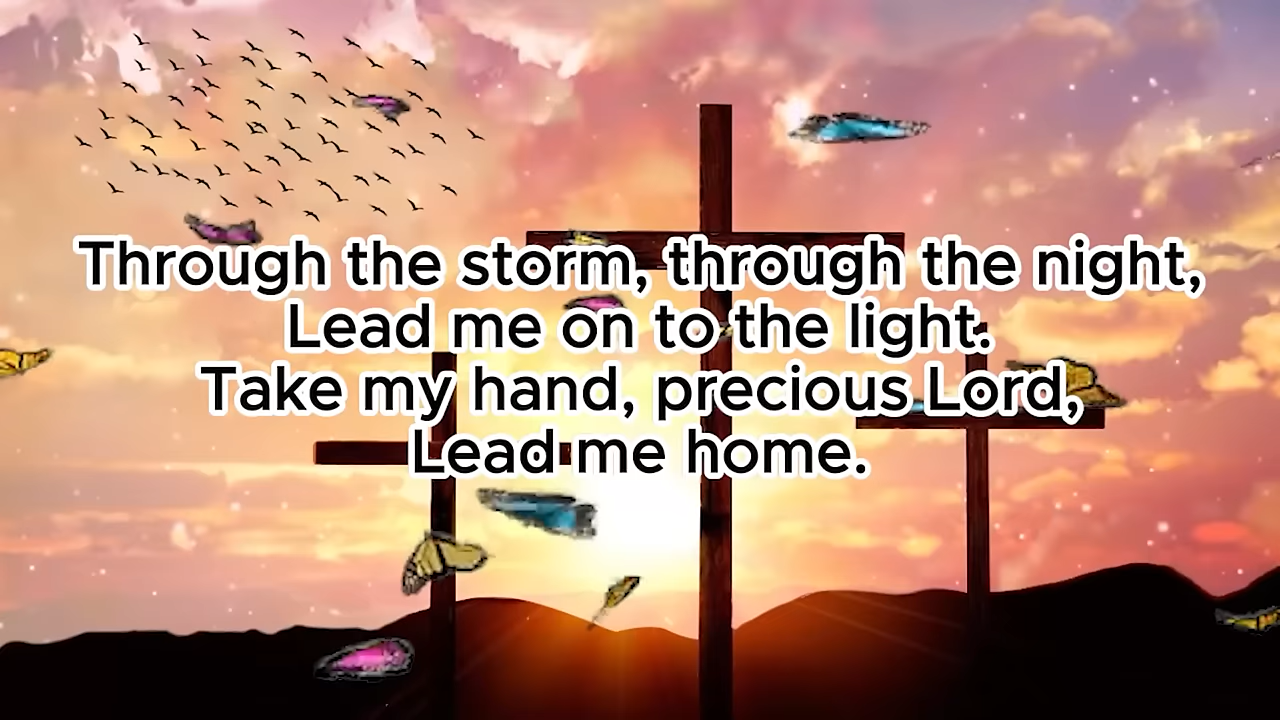 Through the storm, through the night,
Lead me on to the light.
Take my hand, precious Lord,
Lead me home.